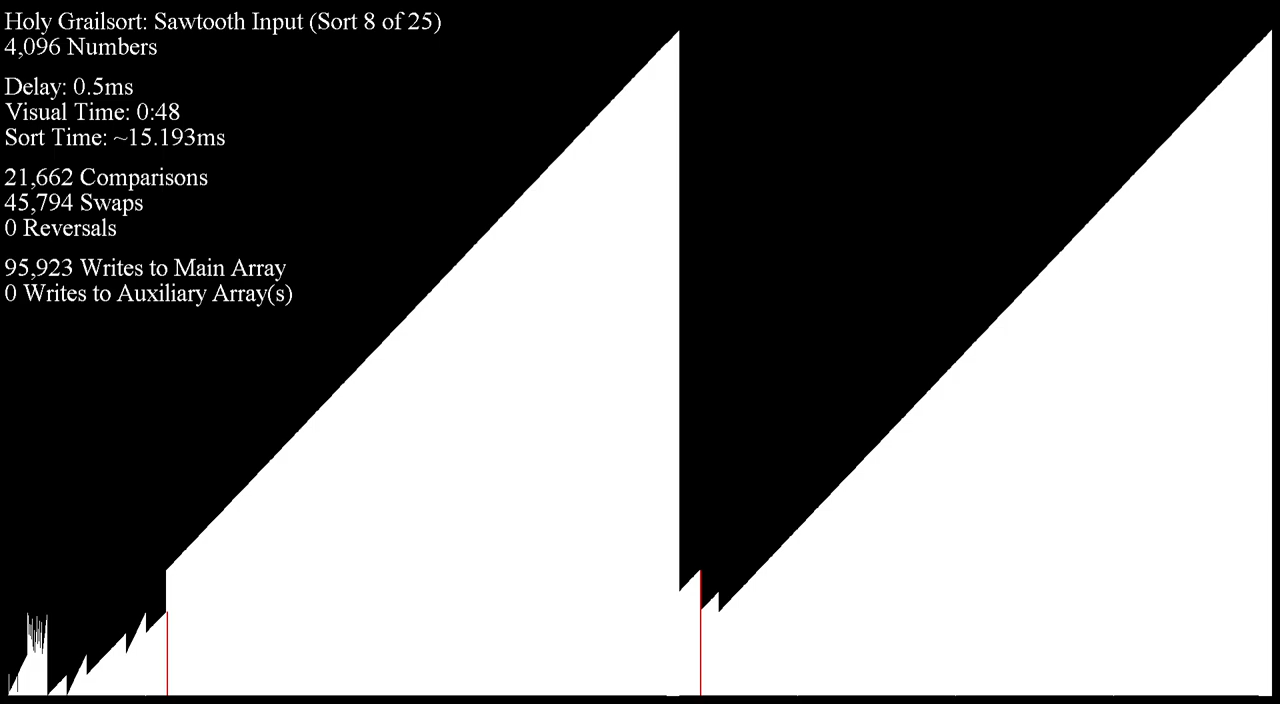 Holy Grailsort: Sawtooth Input (Sort 8 of 25)
4,096 Numbers
Delay: 0.5ms
Visual Time: 0:48
Sort Time: ~15.193ms
21,662 Comparisons
45,794 Swaps
0 Reversals
95,923 Writes to Main Array
0 Writes to Auxiliary Array(s)